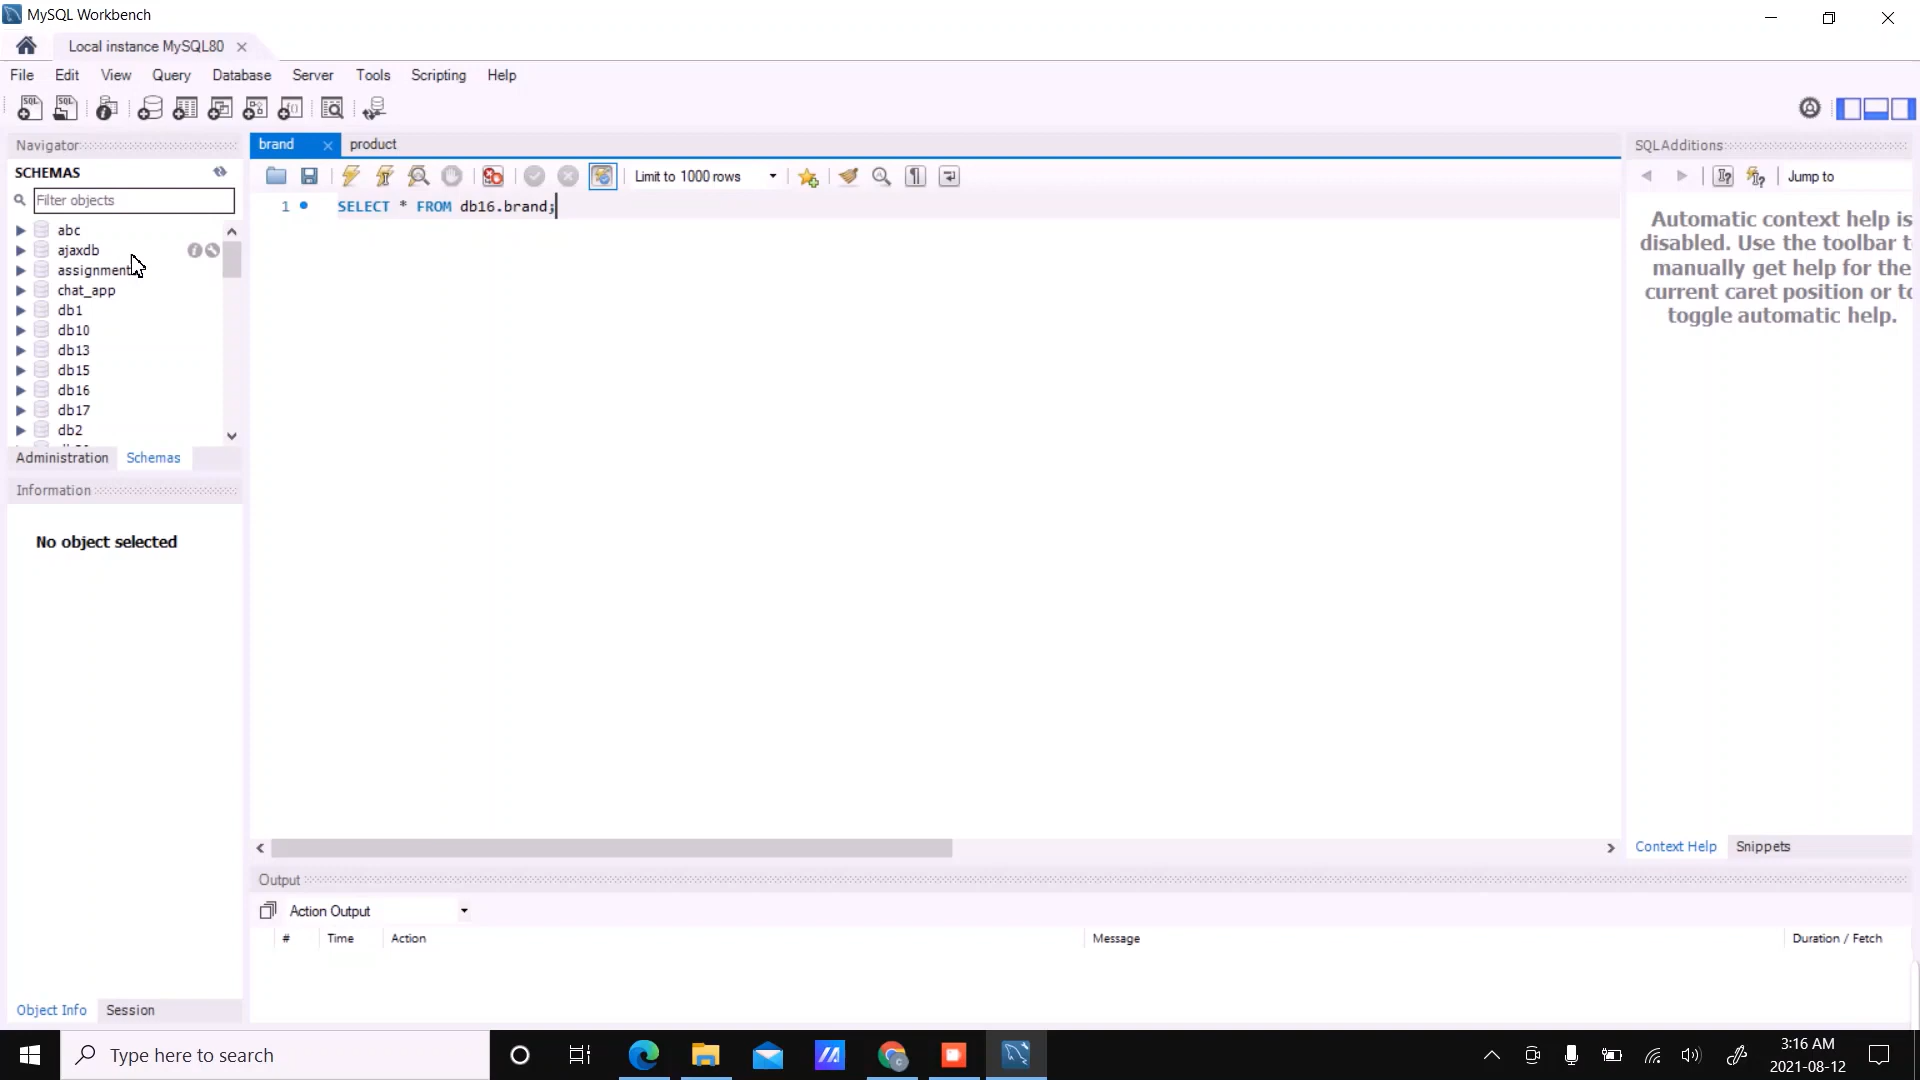 MySQL Workbench
Local instance MySQL80
File Edit View Query Database Server Tools Scripting Help
Navigator
SCHEMAS
Filter objects
abc
ajaxdb
assignment
chat_app
db1
db10
db13
db15
db16
db17
db2
Administration Schemas
Information
No object selected
Object Info Session
brand product
Limit to 1000 rows
1 SELECT * FROM db16.brand;
SQLAdditions
Jump to
Automatic context help is
disabled. Use the toolbar t
manually get help for the
current caret position or to
toggle automatic help.
Context Help Snippets
Output
Action Output
# Time Action Message Duration / Fetch
Type here to search
3:16 AM
2021-08-12